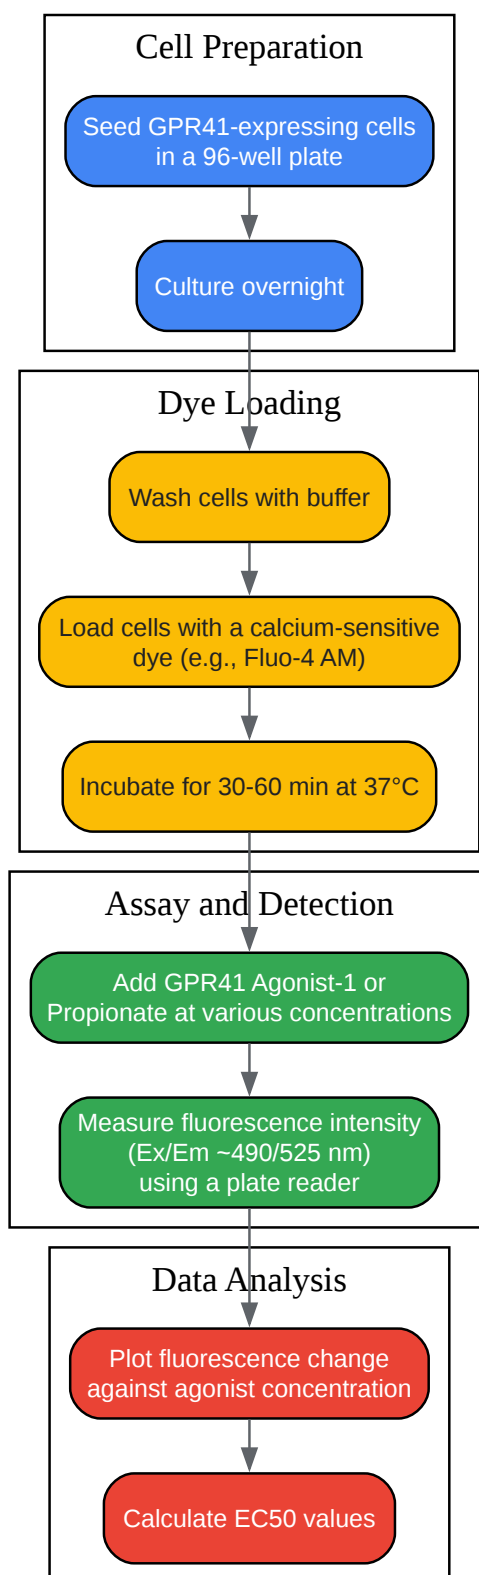 Cell Preparation
Seed GPR41-expressing cells
in a 96-well plate
Culture overnight
Dye Loading
Wash cells with buffer
Load cells with a calcium-sensitive
dye (e.g., Fluo-4 AM)
Incubate for 30-60 min at 37°C
Assay and Detection
Add GPR41 Agonist-1 or
Propionate at various concentrations
Measure fluorescence intensity
(Ex/Em ~490/525 nm)
using a plate reader
Data Analysis
Plot fluorescence change
against agonist concentration
Calculate EC50 values